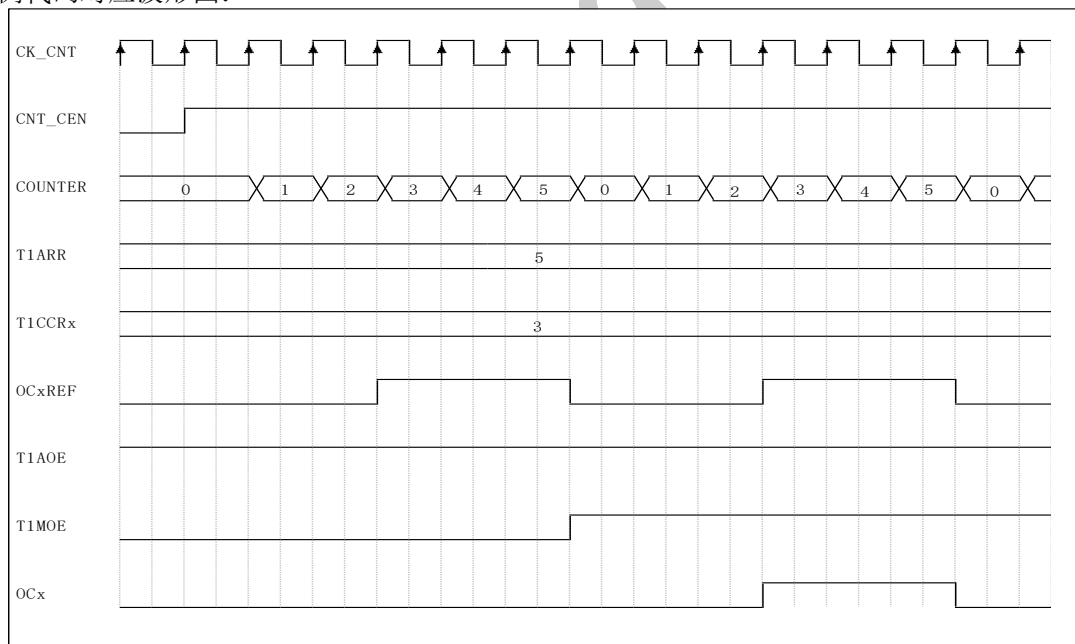 CK_CNT
CNT_CEN
COUNTER 0 1 2 3 4 5 0 1 2 3 4 5 0
T1ARR 5
T1CCRx 3
OCxREF
T1AOE
T1MOE
OCx